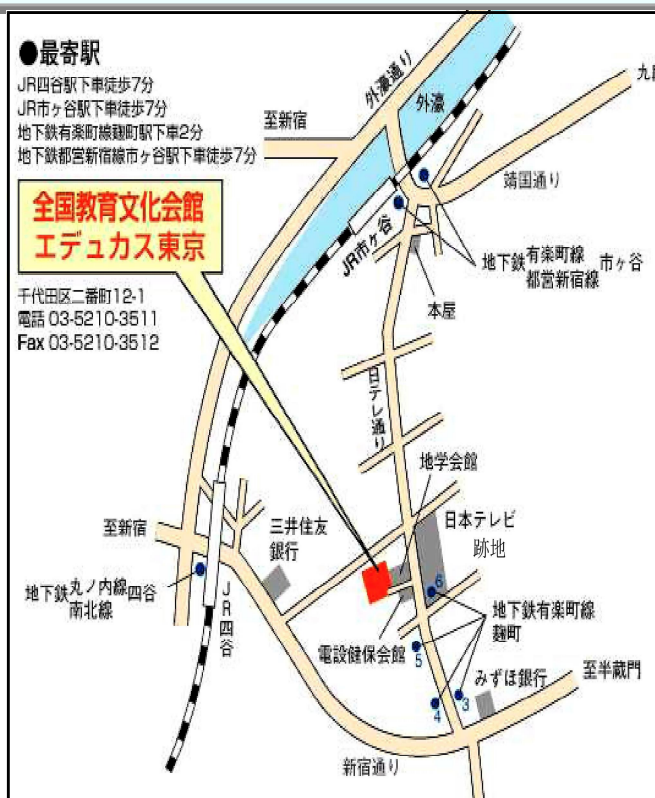 ●最寄駅
JR四谷駅下車徒歩7分
JR市ヶ谷駅下車徒歩7分
地下鉄有楽町線麹町駅下車2分
地下鉄都営新宿線市ヶ谷駅下車徒歩7分
全国教育文化会館
エデュカス東京
千代田区二番町12-1
電話 03-5210-3511
Fax 03-5210-3512
至新宿
外濠通り
外濠
靖国通り
JR市ヶ谷
地下鉄 有楽町線 市ヶ谷
都営新宿線
本屋
日テレ通り
地学会館
日本テレビ
跡地
至新宿
三井住友
銀行
地下鉄 丸ノ内線 四谷
南北線
JR四谷
電設健保会館
6
地下鉄有楽町線
麹町
5
みずほ銀行
至半蔵門
4
3
新宿通り